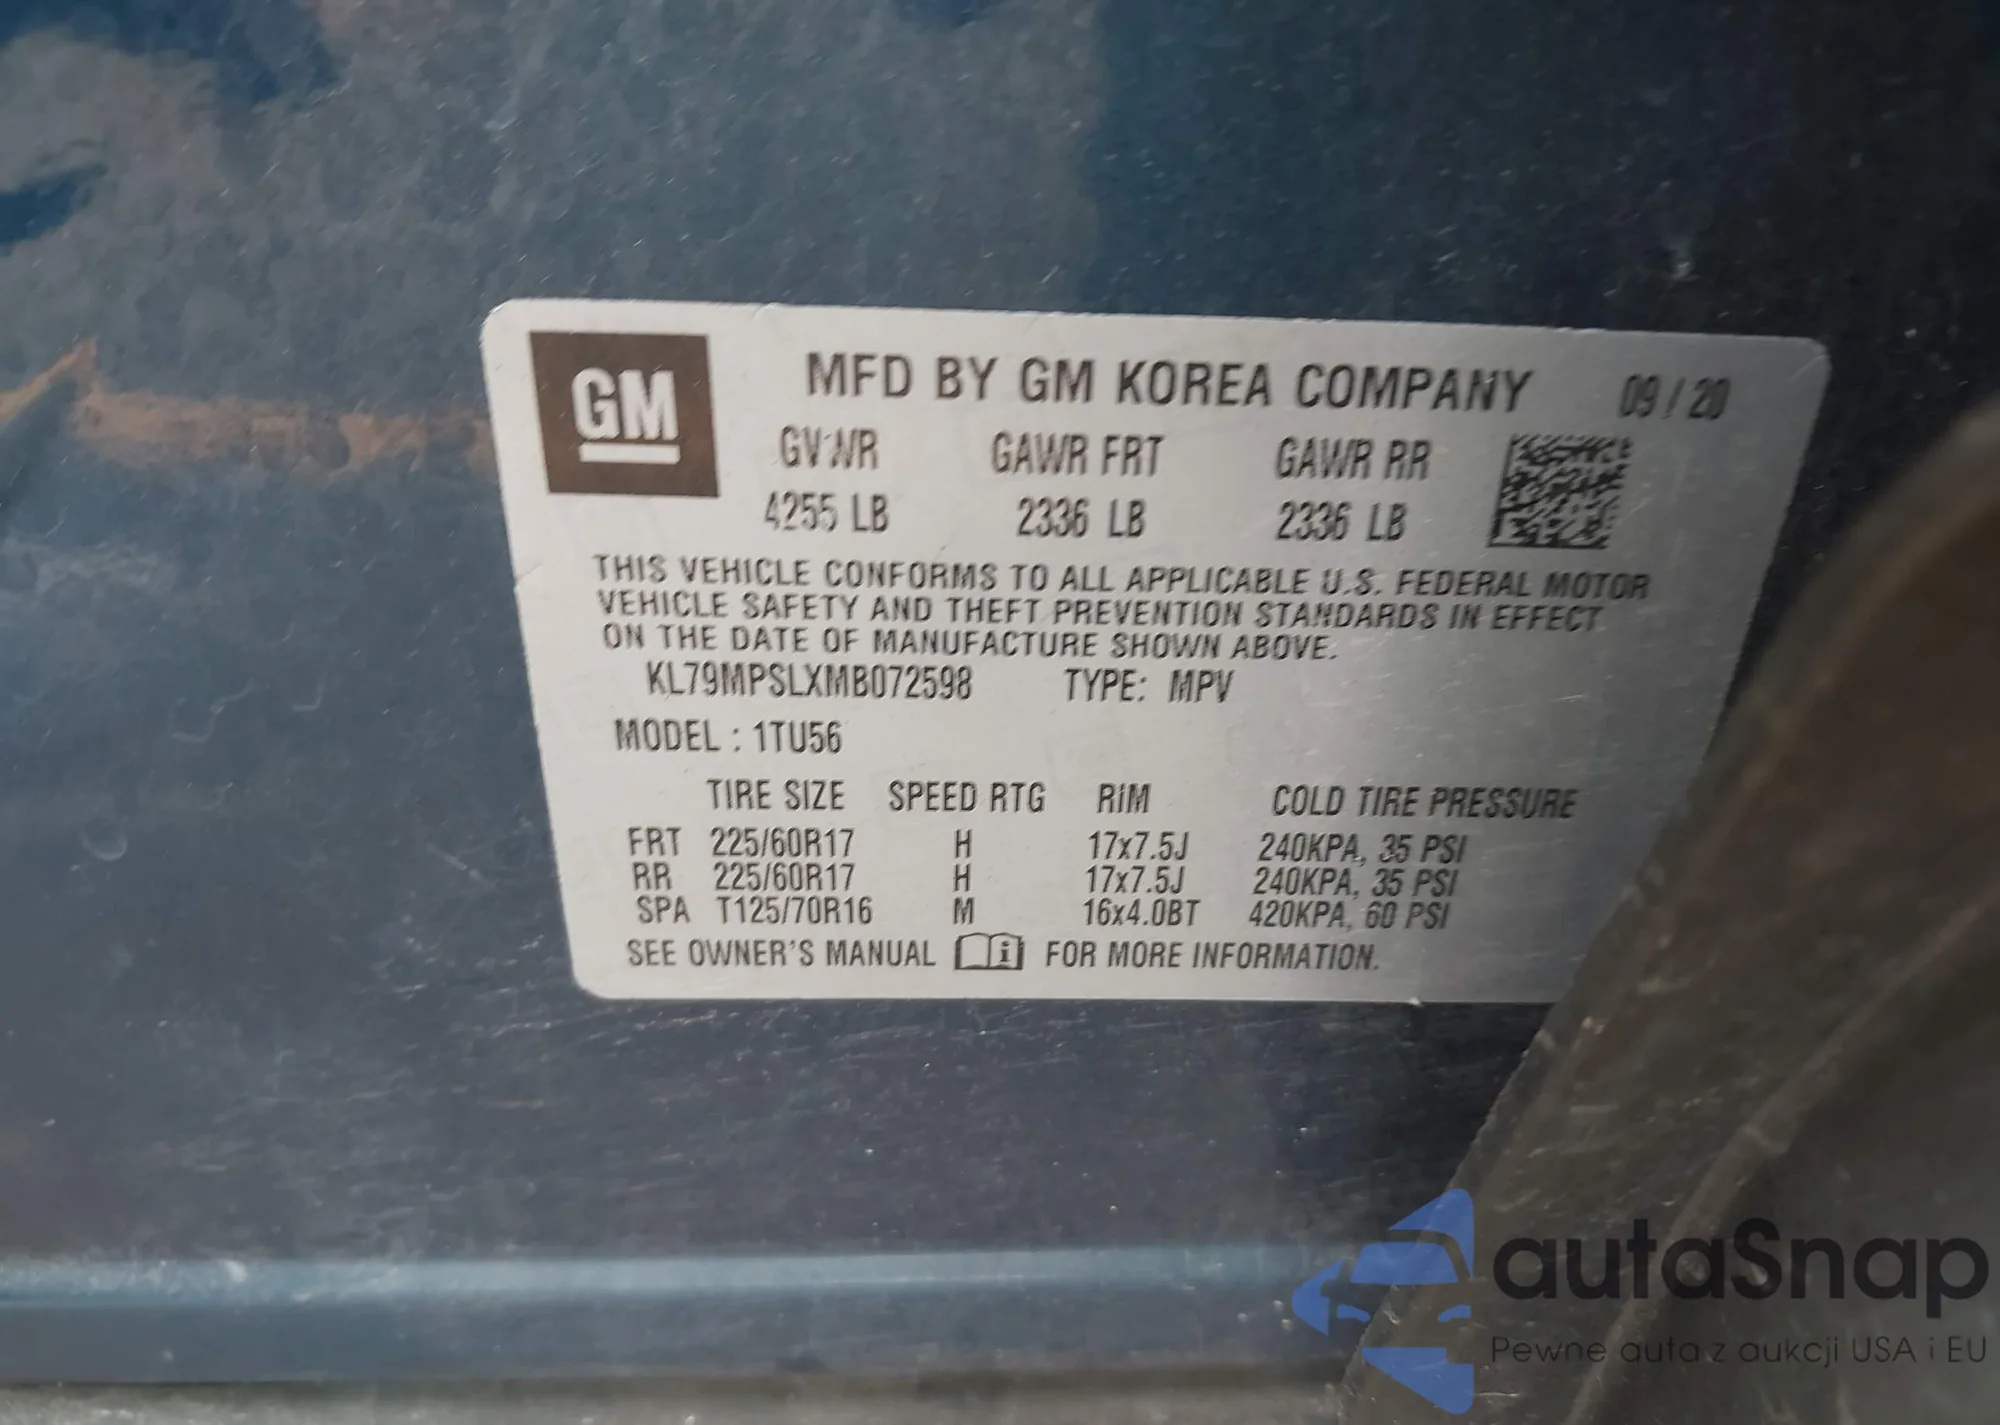 GM
MFD BY GM KOREA COMPANY 09/20
GVWR GAWR FRT GAWR RR
4255 LB 2336 LB 2336 LB
THIS VEHICLE CONFORMS TO ALL APPLICABLE U.S. FEDERAL MOTOR
VEHICLE SAFETY AND THEFT PREVENTION STANDARDS IN EFFECT
ON THE DATE OF MANUFACTURE SHOWN ABOVE.
KL79MPSLXMB072598 TYPE: MPV
MODEL : 1TU56
TIRE SIZE SPEED RTG RIM COLD TIRE PRESSURE
FRT 225/60R17 H 17x7.5J 240KPA, 35 PSI
RR 225/60R17 H 17x7.5J 240KPA, 35 PSI
SPA T125/70R16 M 16x4.0BT 420KPA, 60 PSI
SEE OWNER'S MANUAL i FOR MORE INFORMATION.
autaSnap
Pewne auta z aukcji USA i EU